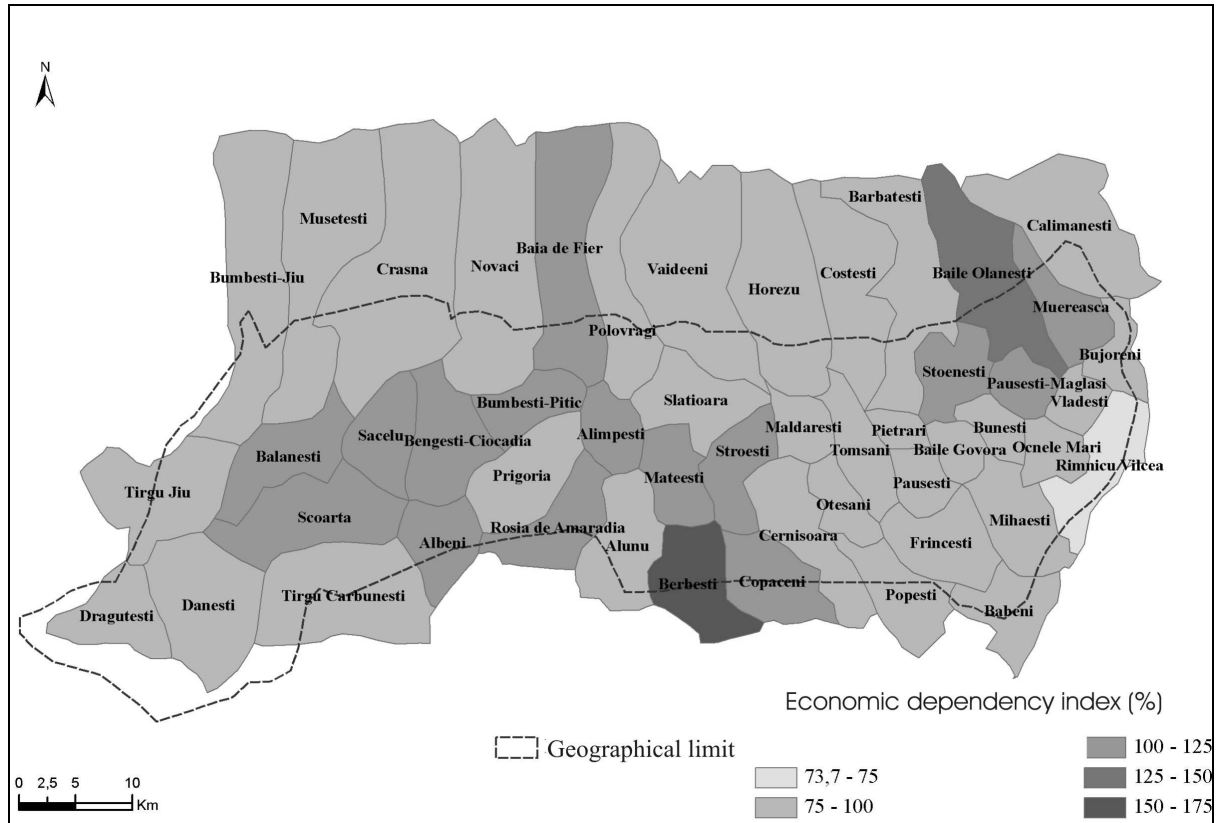 N
Barbatesti
Musetesti
Calimanesti
Baia de Fier
Bumbesti-Jiu
Crasna
Novaci
Vaideeni
Horezu
Costesti
Baile Olanesti
Muereasca
Polovragi
Bujoreni
Stoenesti
Pausesti-Maglasi
Vladesti
Bumbesti-Pitic
Slatioara
Sacelu
Bengesti-Ciocadia
Alimpesti
Maldaresti
Pietrari
Bunesti
Balanesti
Stroesti
Tomsani
Baile Govora
Ocnele Mari
Rimnicu Vilcea
Tirgu Jiu
Prigoria
Mateesti
Pausesti
Scoarta
Rosia de Amaradia
Otesani
Mihaesti
Albeni
Alunu
Cernisoara
Frincesti
Berbesti
Copaceni
Dragutesti
Danesti
Tirgu Carbunesti
Popesti
Babeni
Economic dependency index (%)
Geographical limit
73,7 - 75
75 - 100
100 - 125
125 - 150
150 - 175
0 2,5 5 10
Km